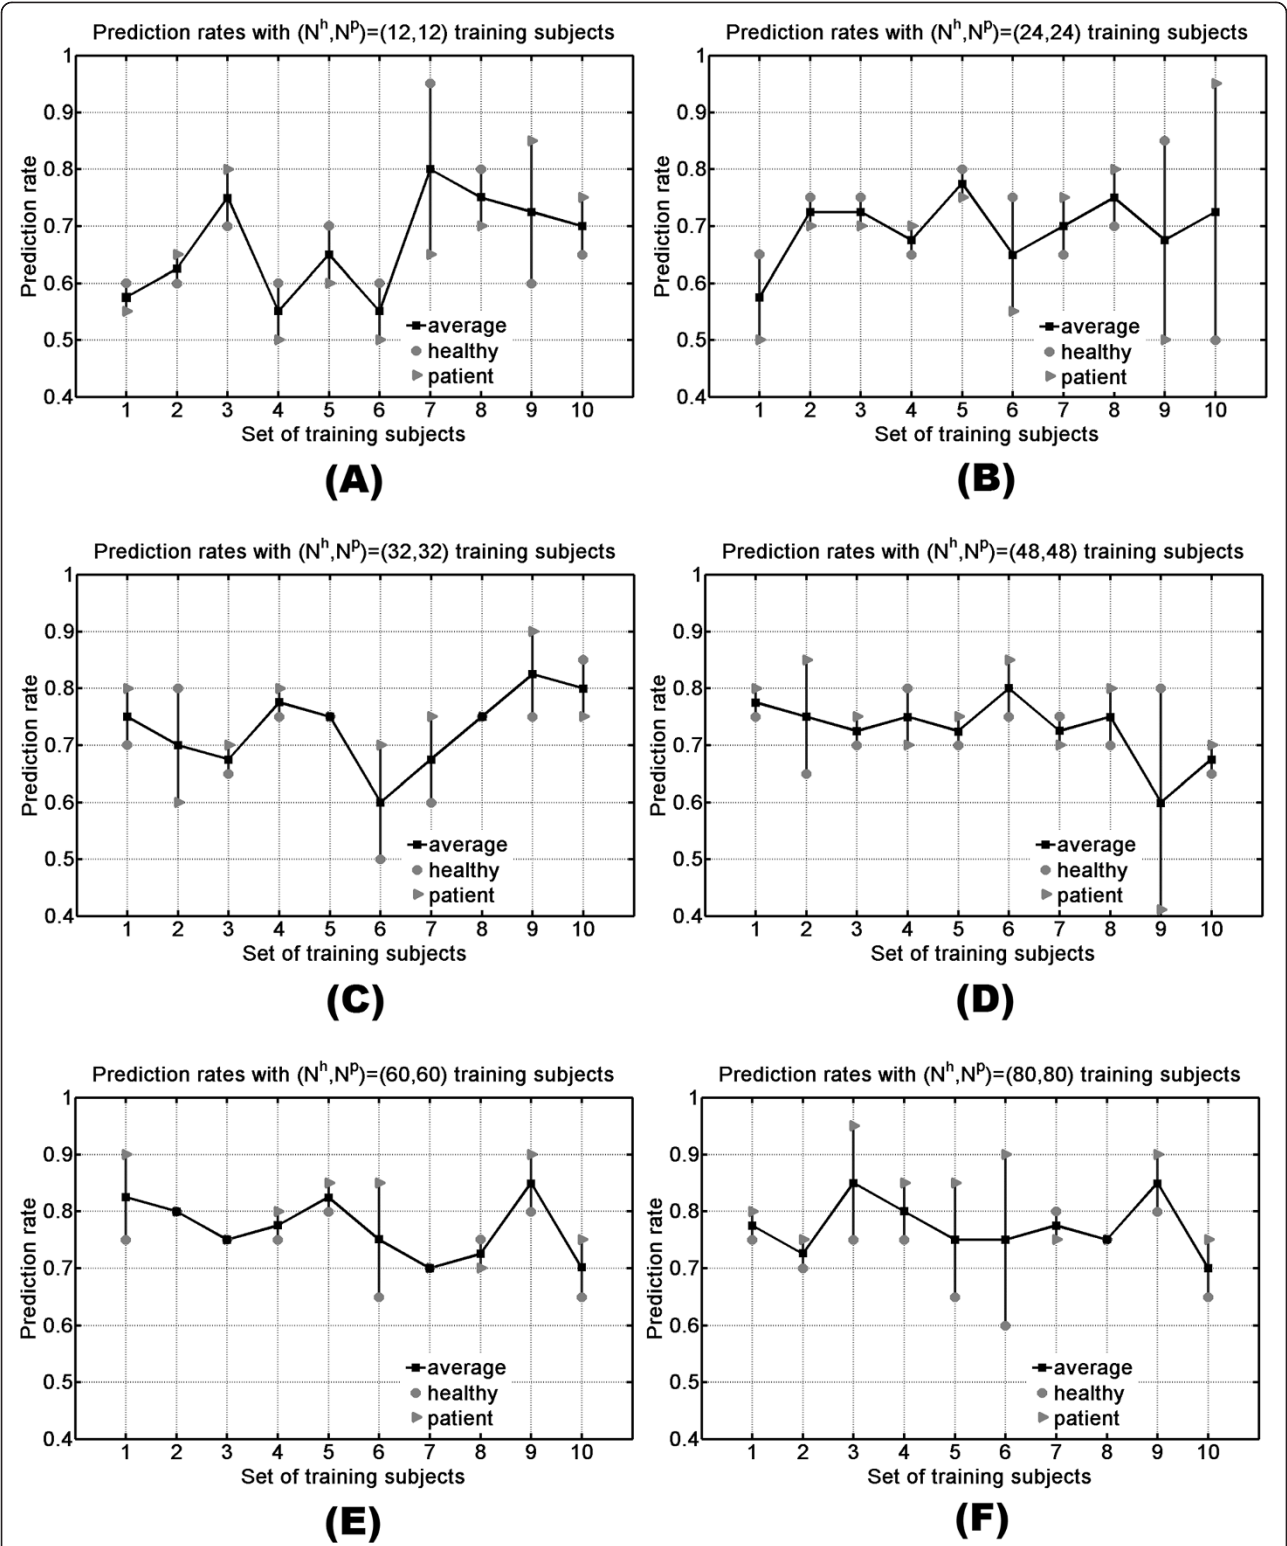 Prediction rates with (N^h,N^p)=(12,12) training subjects
1
0.9
0.8
0.7
0.6
0.5
0.4
Prediction rate
average
healthy
patient
1 2 3 4 5 6 7 8 9 10
Set of training subjects
(A)
Prediction rates with (N^h,N^p)=(24,24) training subjects
1
0.9
0.8
0.7
0.6
0.5
0.4
Prediction rate
average
healthy
patient
1 2 3 4 5 6 7 8 9 10
Set of training subjects
(B)
Prediction rates with (N^h,N^p)=(32,32) training subjects
1
0.9
0.8
0.7
0.6
0.5
0.4
Prediction rate
average
healthy
patient
1 2 3 4 5 6 7 8 9 10
Set of training subjects
(C)
Prediction rates with (N^h,N^p)=(48,48) training subjects
1
0.9
0.8
0.7
0.6
0.5
0.4
Prediction rate
average
healthy
patient
1 2 3 4 5 6 7 8 9 10
Set of training subjects
(D)
Prediction rates with (N^h,N^p)=(60,60) training subjects
1
0.9
0.8
0.7
0.6
0.5
0.4
Prediction rate
average
healthy
patient
1 2 3 4 5 6 7 8 9 10
Set of training subjects
(E)
Prediction rates with (N^h,N^p)=(80,80) training subjects
1
0.9
0.8
0.7
0.6
0.5
0.4
Prediction rate
average
healthy
patient
1 2 3 4 5 6 7 8 9 10
Set of training subjects
(F)